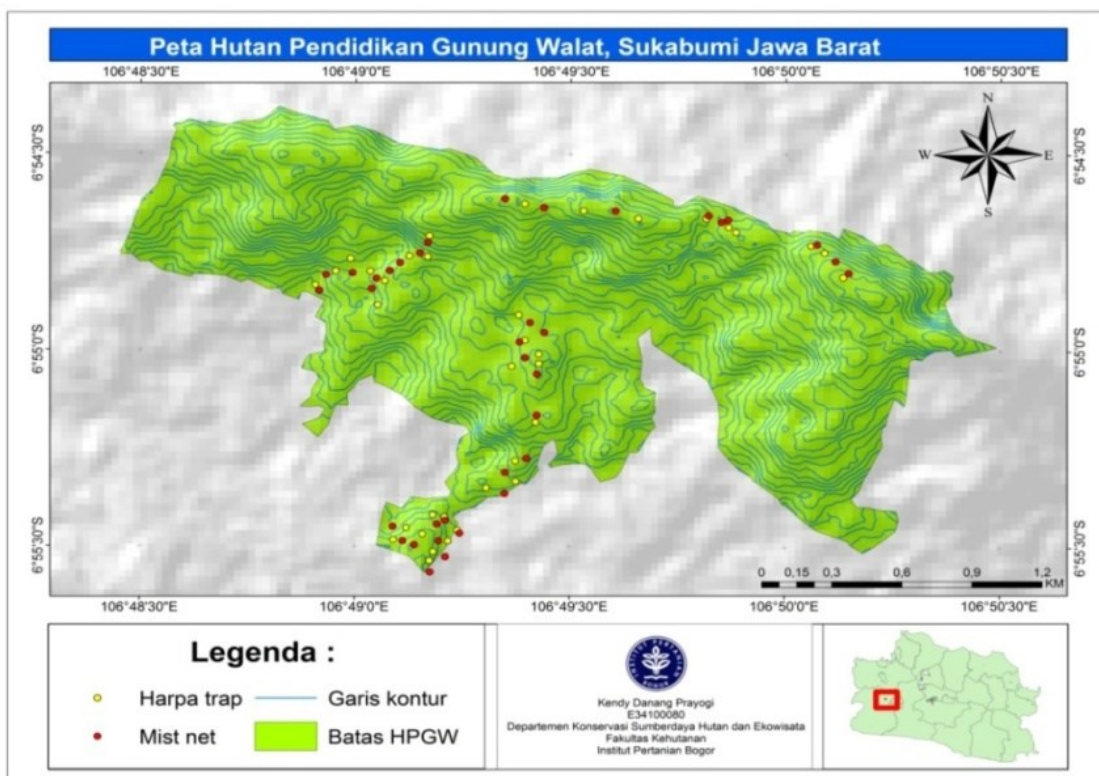 Peta Hutan Pendidikan Gunung Walat, Sukabumi Jawa Barat
106°48'30"E 106°49'0"E 106°49'30"E 106°50'0"E 106°50'30"E
N
W E
S
6°54'30"S 6°54'30"S
6°55'0"S 6°55'0"S
6°55'30"S 6°55'30"S
0 0,15 0,3 0,6 0,9 1,2
KM
106°48'30"E 106°49'0"E 106°49'30"E 106°50'0"E 106°50'30"E
Legenda :
Harpa trap Garis kontur
Mist net Batas HPGW
INSTITUT PERTANIAN
BOGOR
Kendy Danang Prayogi
E34100080
Departemen Konservasi Sumberdaya Hutan dan Ekowisata
Fakultas Kehutanan
Institut Pertanian Bogor